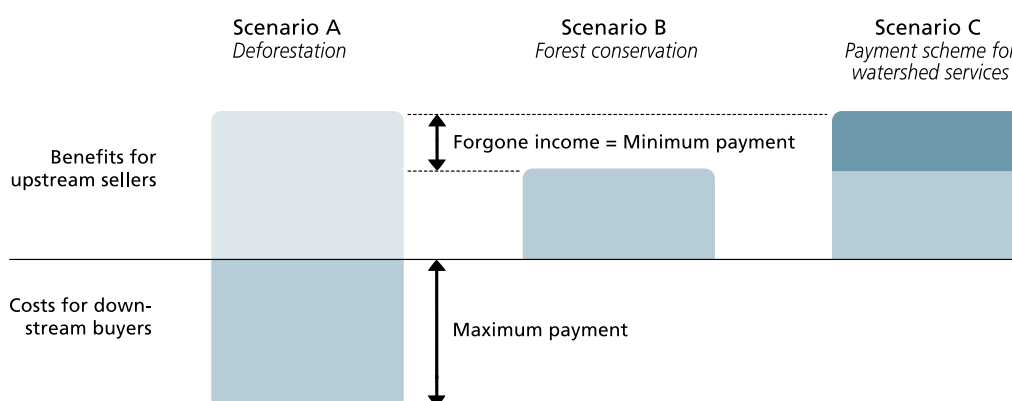 Scenario A
Deforestation
Scenario B
Forest conservation
Scenario C
Payment scheme for
watershed services
Benefits for
upstream sellers
Forgone income = Minimum payment
Costs for down-
stream buyers
Maximum payment